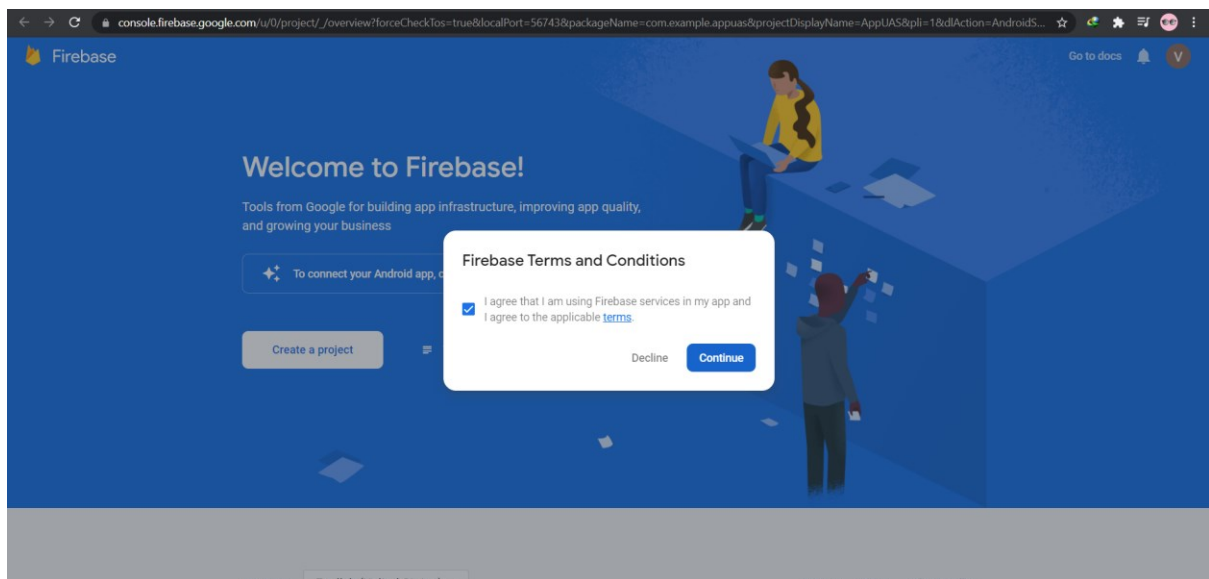 console.firebase.google.com/u/0/project/_/overview?forceCheckTos=true&localPort=56743&packageName=com.example.appuas&projectDisplayName=AppUAS&pli=1&dlAction=AndroidS...
Firebase
Go to docs
V
Welcome to Firebase!
Tools from Google for building app infrastructure, improving app quality,
and growing your business
To connect your Android app,
Firebase Terms and Conditions
I agree that I am using Firebase services in my app and
I agree to the applicable terms.
Create a project
Decline
Continue